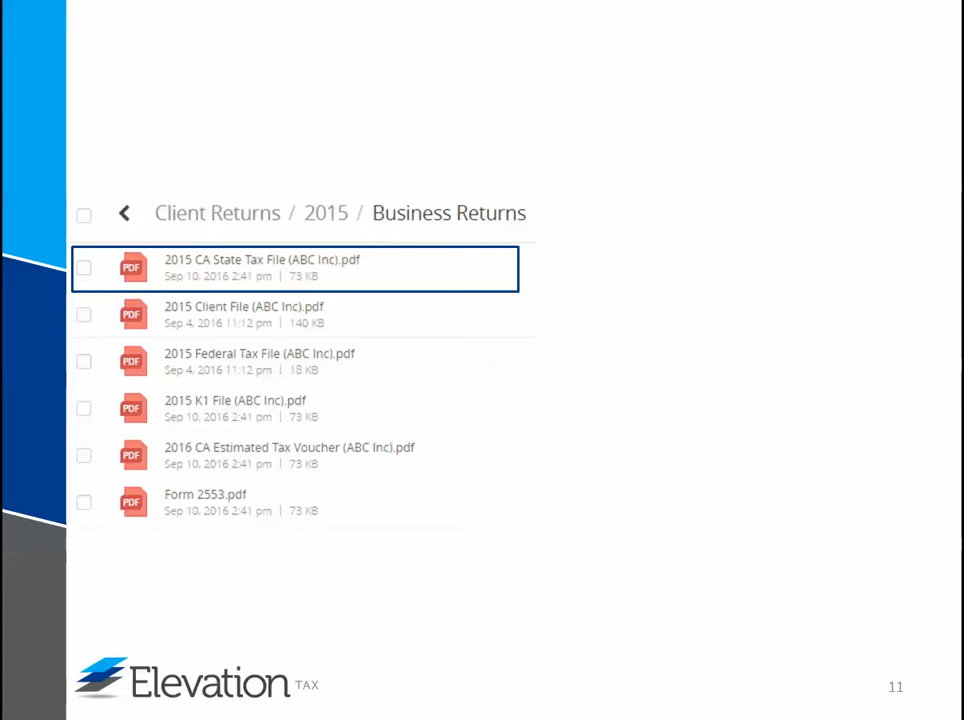 Client Returns / 2015 / Business Returns
PDF
2015 CA State Tax File (ABC Inc).pdf
Sep 10, 2016 2:41 pm | 73 KB
PDF
2015 Client File (ABC Inc).pdf
Sep 4, 2016 11:12 pm | 140 KB
PDF
2015 Federal Tax File (ABC Inc).pdf
Sep 4, 2016 11:12 pm | 18 KB
PDF
2015 K1 File (ABC Inc).pdf
Sep 10, 2016 2:41 pm | 73 KB
PDF
2016 CA Estimated Tax Voucher (ABC Inc).pdf
Sep 10, 2016 2:41 pm | 73 KB
PDF
Form 2553.pdf
Sep 10, 2016 2:41 pm | 73 KB
Elevation TAX
11